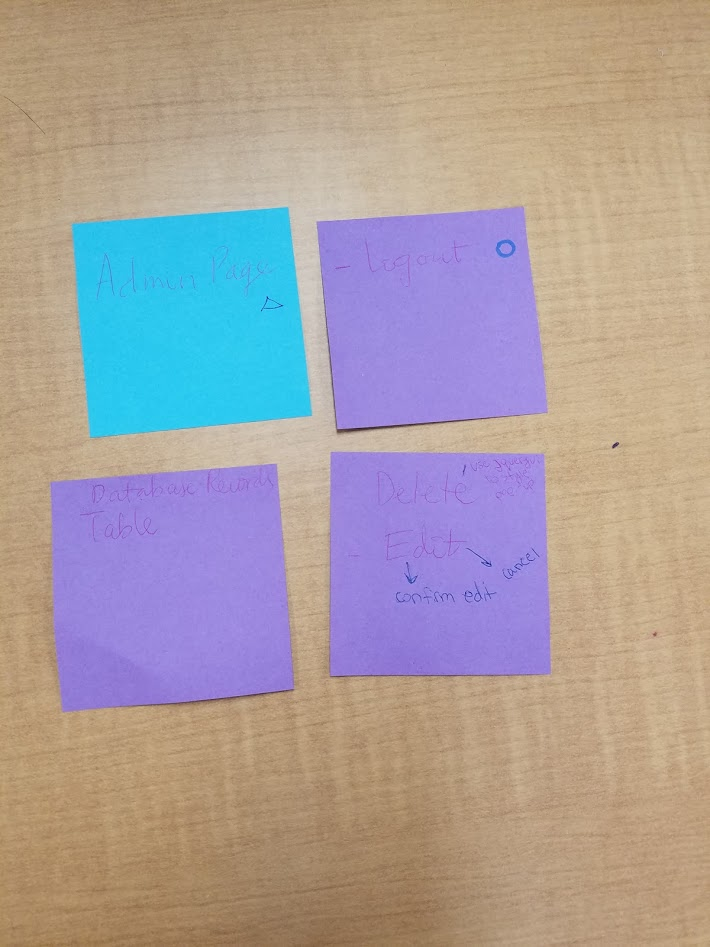 Admin Page
- Logout
Database Records
Table
Delete
- Edit
cancel
confirm edit